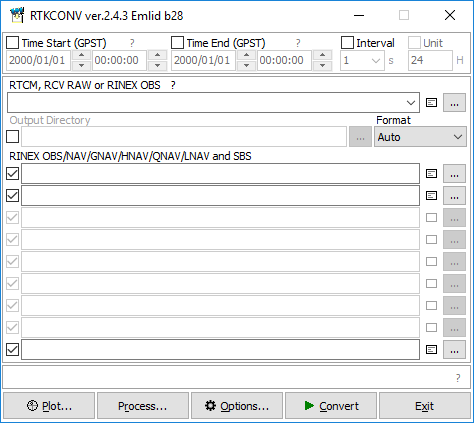 RTKCONV ver.2.4.3 Emlid b28
Time Start (GPST) ? Time End (GPST) ? Interval Unit
2000/01/01 00:00:00 2000/01/01 00:00:00 1 s 24 H
RTCM, RCV RAW or RINEX OBS ?
...
Output Directory Format
... Auto
RINEX OBS/NAV/GNAV/HNAV/QNAV/LNAV and SBS
...
...
...
...
...
...
...
...
...
?
Plot... Process... Options... Convert Exit